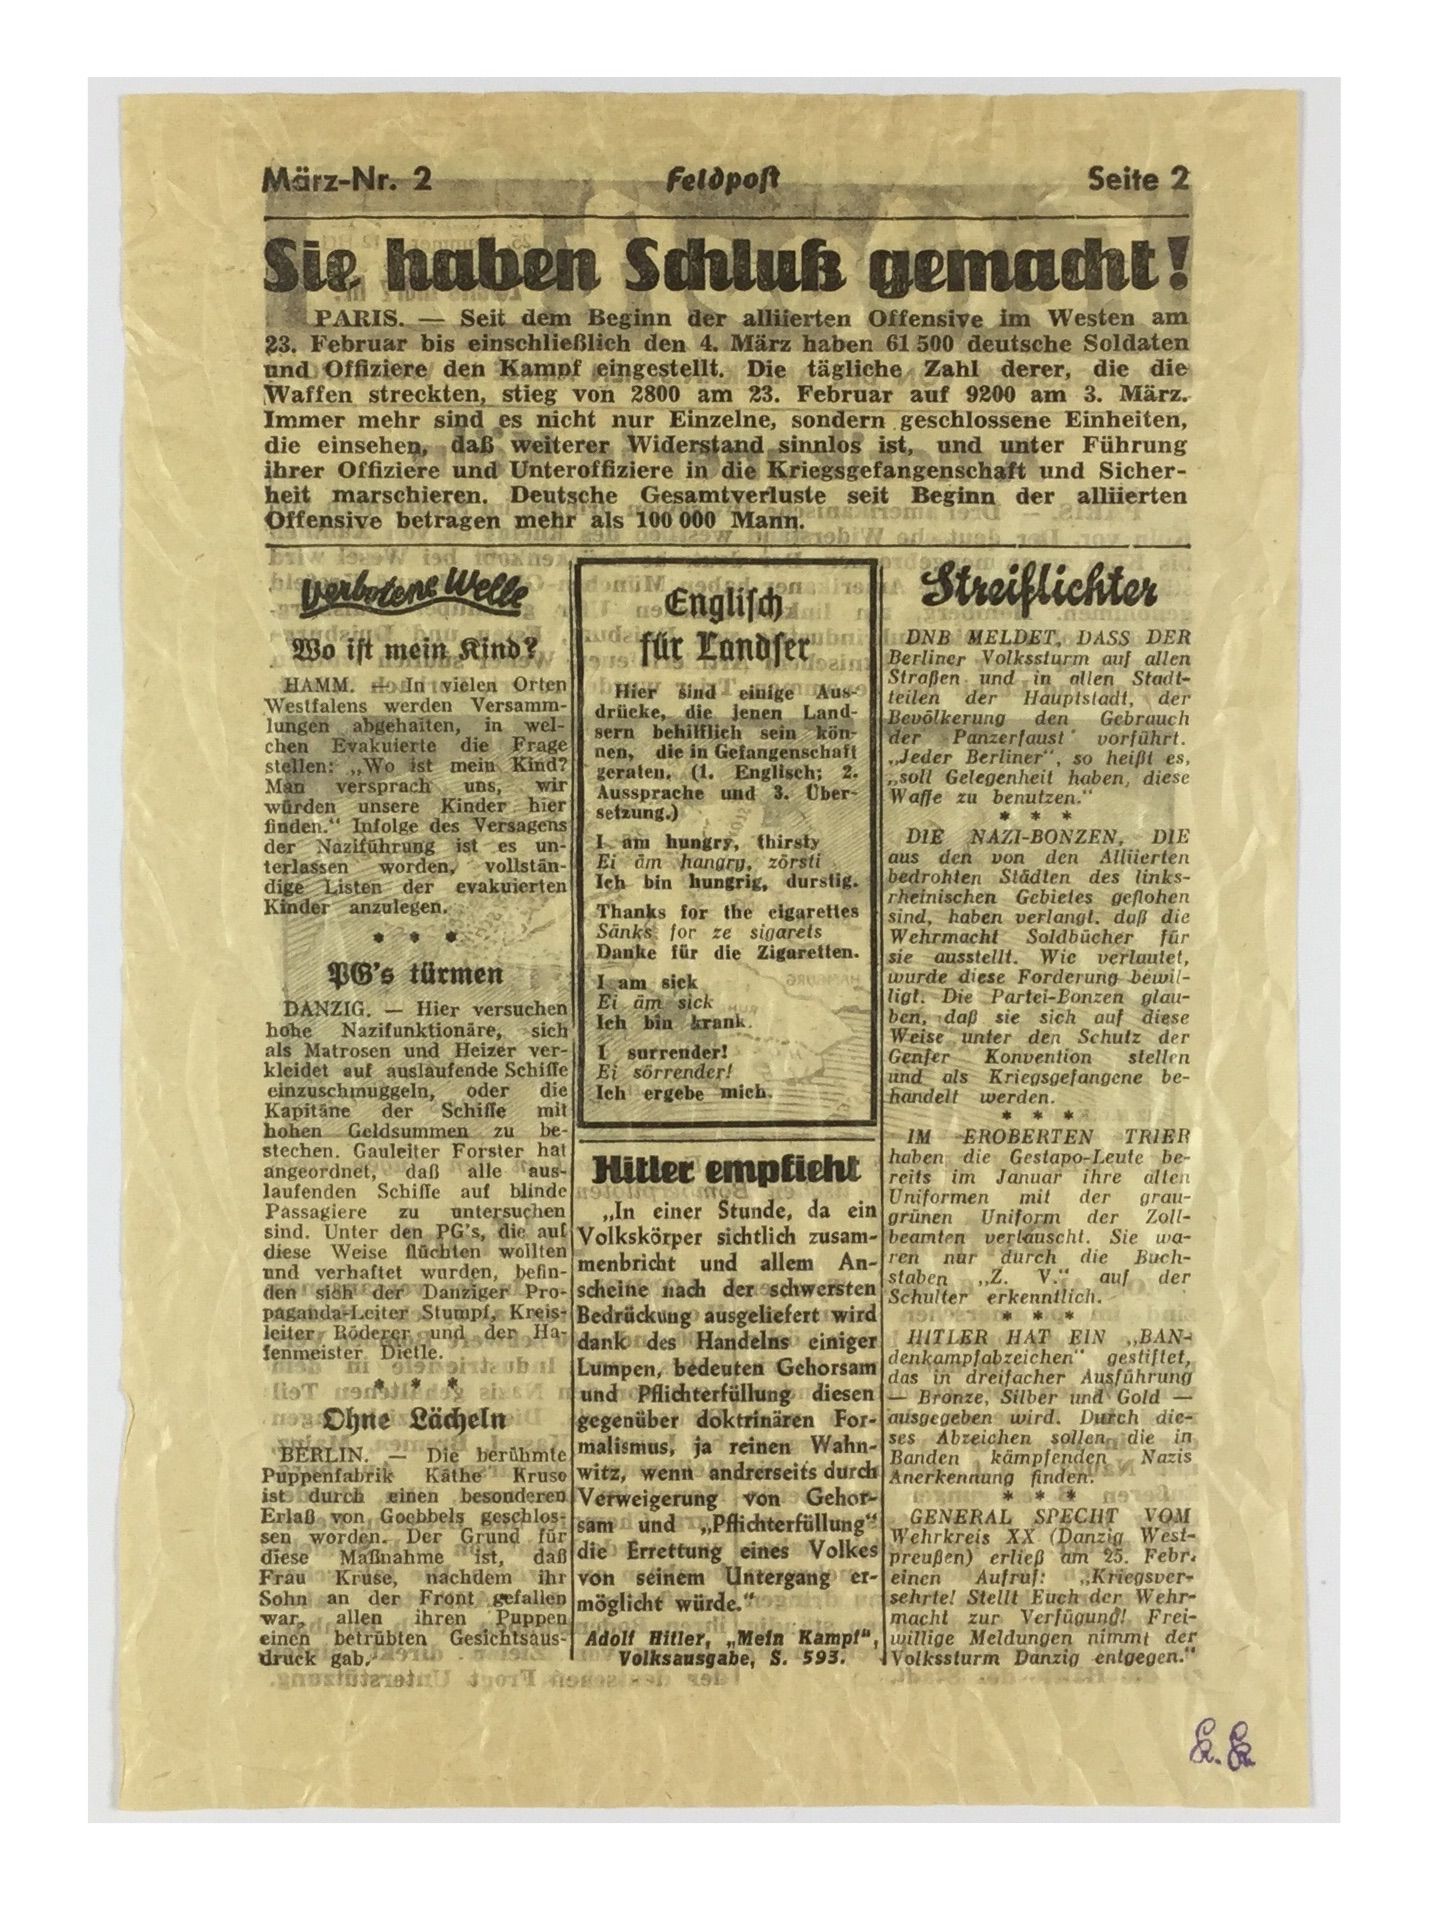 März-Nr. 2
Feldpost
Seite 2
Sie haben Schluß gemacht!
PARIS. — Seit dem Beginn der alliierten Offensive im Westen am
23. Februar bis einschließlich den 4. März haben 61 500 deutsche Soldaten
und Offiziere den Kampf eingestellt. Die tägliche Zahl derer, die die
Waffen streckten, stieg von 2800 am 23. Februar auf 9200 am 3. März.
Immer mehr sind es nicht nur Einzelne, sondern geschlossene Einheiten,
die einsehen, daß weiterer Widerstand sinnlos ist, und unter Führung
ihrer Offiziere und Unteroffiziere in die Kriegsgefangenschaft und Sicher-
heit marschieren. Deutsche Gesamtverluste seit Beginn der alliierten
Offensive betragen mehr als 100 000 Mann.
Verbotene Welle
Wo ist mein Kind?
HAMM. — In vielen Orten
Westfalens werden Versamm-
lungen abgehalten, in wel-
chen Evakuierte die Frage
stellen: „Wo ist mein Kind?
Man versprach uns, wir
würden unsere Kinder hier
finden.“ Infolge des Versagens
der Naziführung ist es un-
terlassen worden, vollstän-
dige Listen der evakuierten
Kinder anzulegen.
* * *
PG's türmen
DANZIG. — Hier versuchen
hohe Nazifunktionäre, sich
als Matrosen und Heizer ver-
kleidet auf auslaufende Schiffe
einzuschmuggeln, oder die
Kapitäne der Schiffe mit
hohen Geldsummen zu be-
stechen. Gauleiter Forster hat
angeordnet, daß alle aus-
laufenden Schiffe auf blinde
Passagiere zu untersuchen
sind. Unter den PG's, die auf
diese Weise flüchten wollten
und verhaftet wurden, befin-
den sich der Danziger Pro-
paganda-Leiter Stumpf, Kreis-
leiter Röderer und der Ha-
fenmeister Dietle.
* * *
Ohne Lächeln
BERLIN. — Die berühmte
Puppenfabrik Käthe Kruse
ist durch einen besonderen
Erlaß von Goebbels geschlos-
sen worden. Der Grund für
diese Maßnahme ist, daß
Frau Kruse, nachdem ihr
Sohn an der Front gefallen
war, allen ihren Puppen
einen betrübten Gesichtsaus-
druck gab.
Englisch
für Landser
Hier sind einige Aus-
drücke, die jenen Land-
sern behilflich sein kön-
nen, die in Gefangenschaft
geraten. (1. Englisch; 2.
Aussprache und 3. Über-
setzung.)
I am hungry, thirsty
Ei äm hangry, zörsti
Ich bin hungrig, durstig.
Thanks for the cigarettes
Sänks for ze sigarets
Danke für die Zigaretten.
I am sick
Ei äm sick
Ich bin krank.
I surrender!
Ei sörrender!
Ich ergebe mich.
Hitler empfieht
„In einer Stunde, da ein
Volkskörper sichtlich zusam-
menbricht und allem An-
scheine nach der schwersten
Bedrückung ausgeliefert wird
dank des Handelns einiger
Lumpen, bedeuten Gehorsam
und Pflichterfüllung diesen
gegenüber doktrinären For-
malismus, ja reinen Wahn-
witz, wenn andrerseits durch
Verweigerung von Gehor-
sam und „Pflichterfüllung“
die Errettung eines Volkes
von seinem Untergang er-
möglicht würde.“
Adolf Hitler, „Mein Kampf“,
Volksausgabe, S. 593.
Streiflichter
DNB MELDET, DASS DER
Berliner Volkssturm auf allen
Straßen und in allen Stadt-
teilen der Hauptstadt, der
Bevölkerung den Gebrauch
der Panzerfaust vorführt.
„Jeder Berliner“, so heißt es,
„soll Gelegenheit haben, diese
Waffe zu benutzen.“
* * *
DIE NAZI-BONZEN, DIE
aus den von den Alliierten
bedrohten Städten des links-
rheinischen Gebietes geflohen
sind, haben verlangt, daß die
Wehrmacht Soldbücher für
sie ausstellt. Wie verlautet,
wurde diese Forderung bewil-
ligt. Die Partei-Bonzen glau-
ben, daß sie sich auf diese
Weise unter den Schutz der
Genfer Konvention stellen
und als Kriegsgefangene be-
handelt werden.
* * *
IM EROBERTEN TRIER
haben die Gestapo-Leute be-
reits im Januar ihre alten
Uniformen mit der grau-
grünen Uniform der Zoll-
beamten vertauscht. Sie wa-
ren nur durch die Buch-
staben „Z. V.“ auf der
Schulter erkenntlich.
* * *
HITLER HAT EIN „BAN-
denkampfabzeichen“ gestiftet,
das in dreifacher Ausführung
— Bronze, Silber und Gold —
ausgegeben wird. Durch die-
ses Abzeichen sollen die in
Banden kämpfenden Nazis
Anerkennung finden.
* * *
GENERAL SPECHT VOM
Wehrkreis XX (Danzig West-
preußen) erließ am 25. Febr.
einen Aufruf: „Kriegsver-
sehrte! Stellt Euch der Wehr-
macht zur Verfügung! Frei-
willige Meldungen nimmt der
Volkssturm Danzig entgegen.“